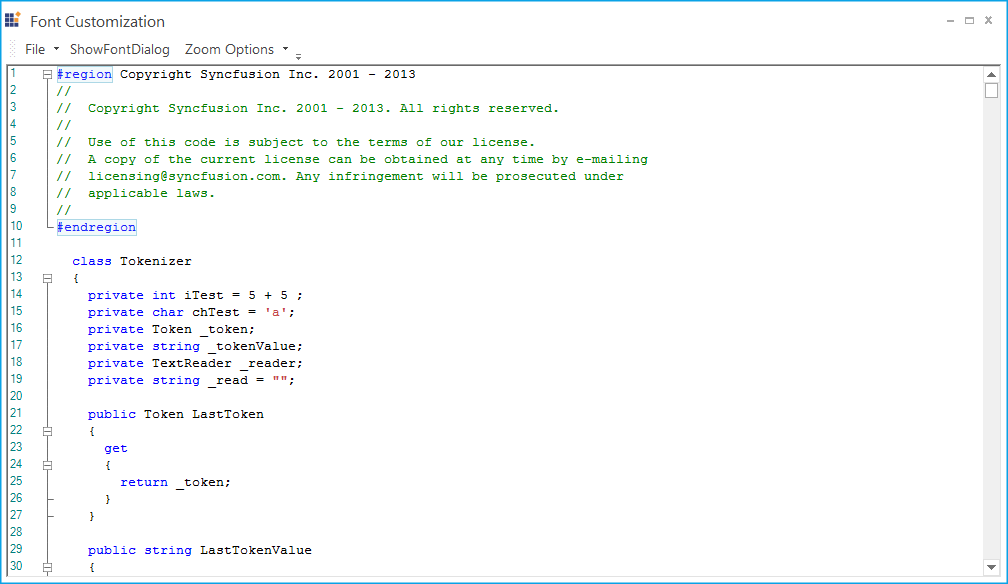 Font Customization
File ShowFontDialog Zoom Options
1 #region Copyright Syncfusion Inc. 2001 - 2013
2 //
3 //  Copyright Syncfusion Inc. 2001 - 2013. All rights reserved.
4 //
5 //  Use of this code is subject to the terms of our license.
6 //  A copy of the current license can be obtained at any time by e-mailing
7 //  licensing@syncfusion.com. Any infringement will be prosecuted under
8 //  applicable laws.
9 //
10 #endregion
11
12   class Tokenizer
13   {
14     private int iTest = 5 + 5 ;
15     private char chTest = 'a';
16     private Token _token;
17     private string _tokenValue;
18     private TextReader _reader;
19     private string _read = "";
20
21     public Token LastToken
22     {
23       get
24       {
25         return _token;
26       }
27     }
28
29     public string LastTokenValue
30     {